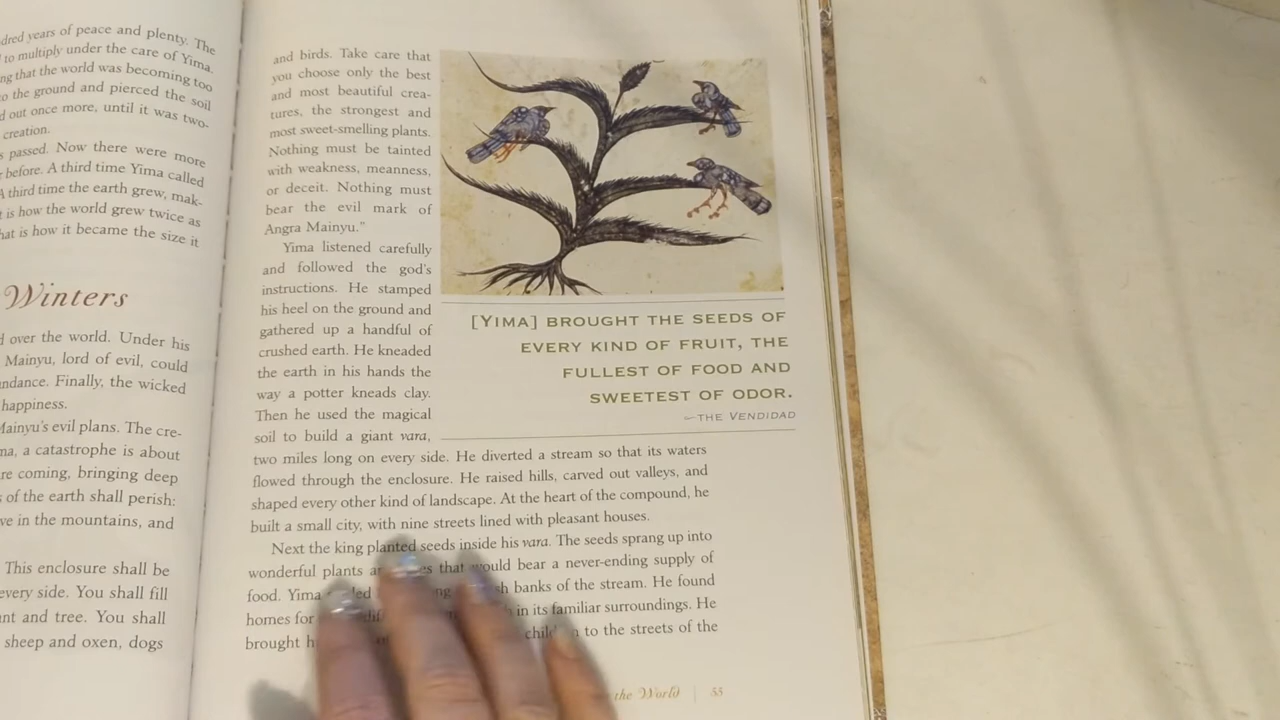 dred years of peace and plenty. The
to multiply under the care of Yima.
ng that the world was becoming too
to the ground and pierced the soil
d out once more, until it was two-
creation.
s passed. Now there were more
before. A third time Yima called
A third time the earth grew, mak-
t is how the world grew twice as
hat is how it became the size it
Winters
d over the world. Under his
Mainyu, lord of evil, could
ndance. Finally, the wicked
happiness.
Mainyu's evil plans. The cre-
ma, a catastrophe is about
re coming, bringing deep
s of the earth shall perish:
ve in the mountains, and
This enclosure shall be
every side. You shall fill
nt and tree. You shall
sheep and oxen, dogs
and birds. Take care that
you choose only the best
and most beautiful crea-
tures, the strongest and
most sweet-smelling plants.
Nothing must be tainted
with weakness, meanness,
or deceit. Nothing must
bear the evil mark of
Angra Mainyu."
Yima listened carefully
and followed the god's
instructions. He stamped
his heel on the ground and
gathered up a handful of
crushed earth. He kneaded
the earth in his hands the
way a potter kneads clay.
Then he used the magical
soil to build a giant vara,
two miles long on every side. He diverted a stream so that its waters
flowed through the enclosure. He raised hills, carved out valleys, and
shaped every other kind of landscape. At the heart of the compound, he
built a small city, with nine streets lined with pleasant houses.
Next the king planted seeds inside his vara. The seeds sprang up into
wonderful plants that would bear a never-ending supply of
food. Yima banks of the stream. He found
homes for in its familiar surroundings. He
brought to the streets of the
[YIMA] BROUGHT THE SEEDS OF
EVERY KIND OF FRUIT, THE
FULLEST OF FOOD AND
SWEETEST OF ODOR.
—THE VENDIDAD
the World | 55